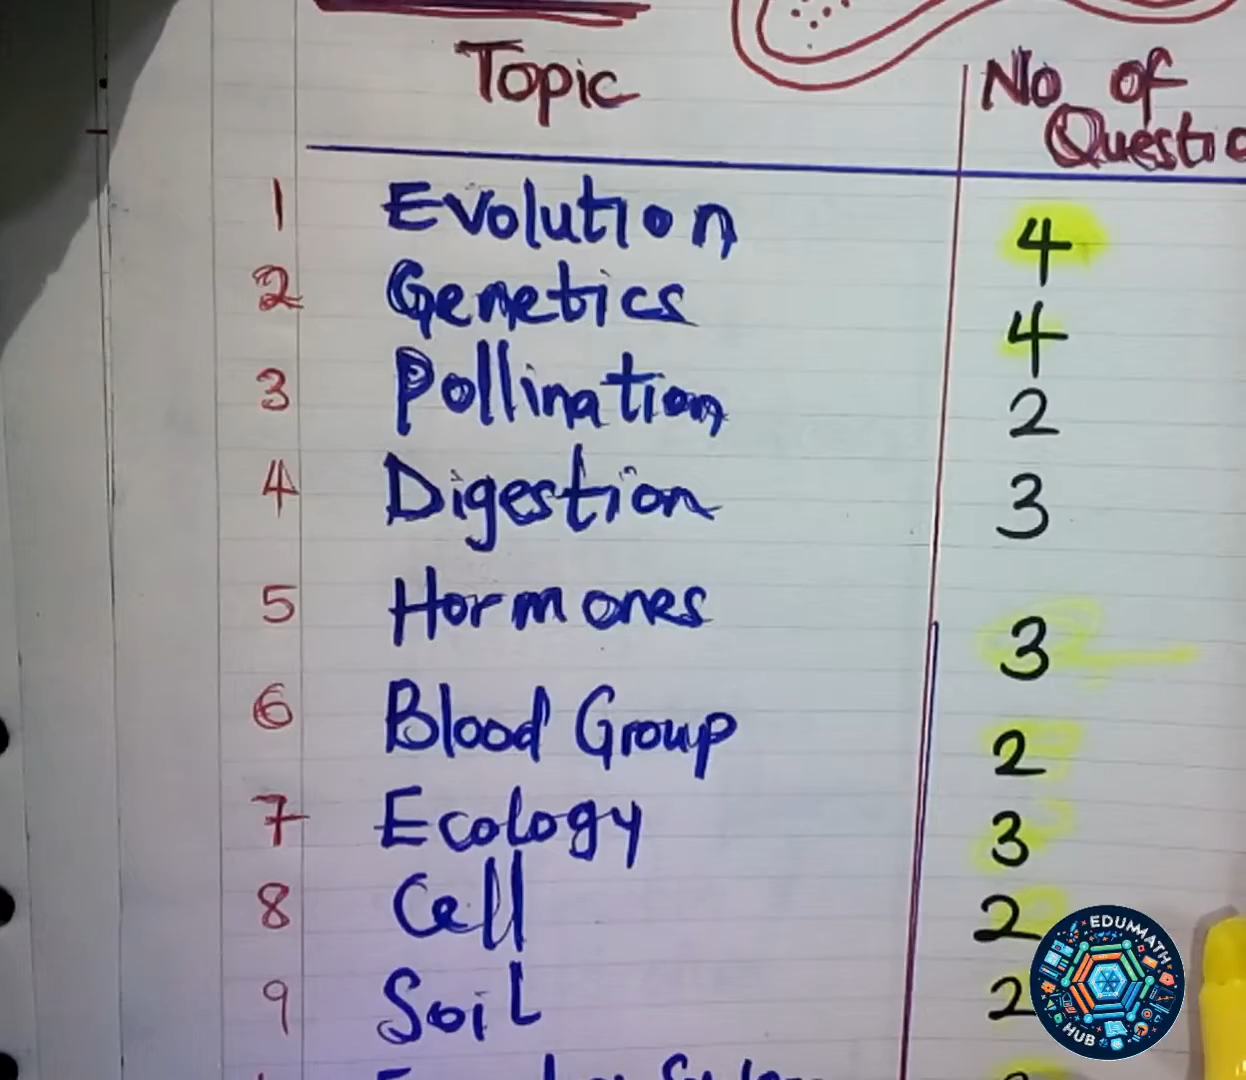 Topic No of
Questio
1 Evolution 4
2 Genetics 4
3 Pollination 2
4 Digestion 3
5 Hormones 3
6 Blood Group 2
7 Ecology 3
8 Cell 2
9 Soil 2
EDUMMATH
HUB